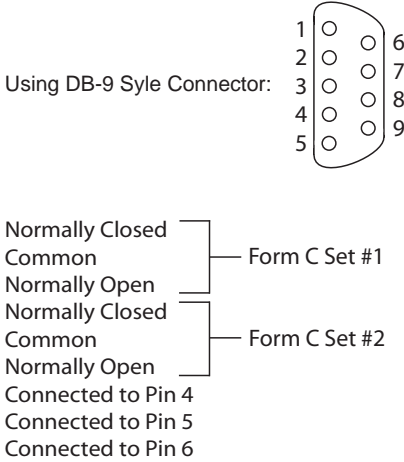 Using DB-9 Syle Connector:
1
2
3
4
5
6
7
8
9
Normally Closed
Common
Normally Open
Form C Set #1
Normally Closed
Common
Normally Open
Form C Set #2
Connected to Pin 4
Connected to Pin 5
Connected to Pin 6